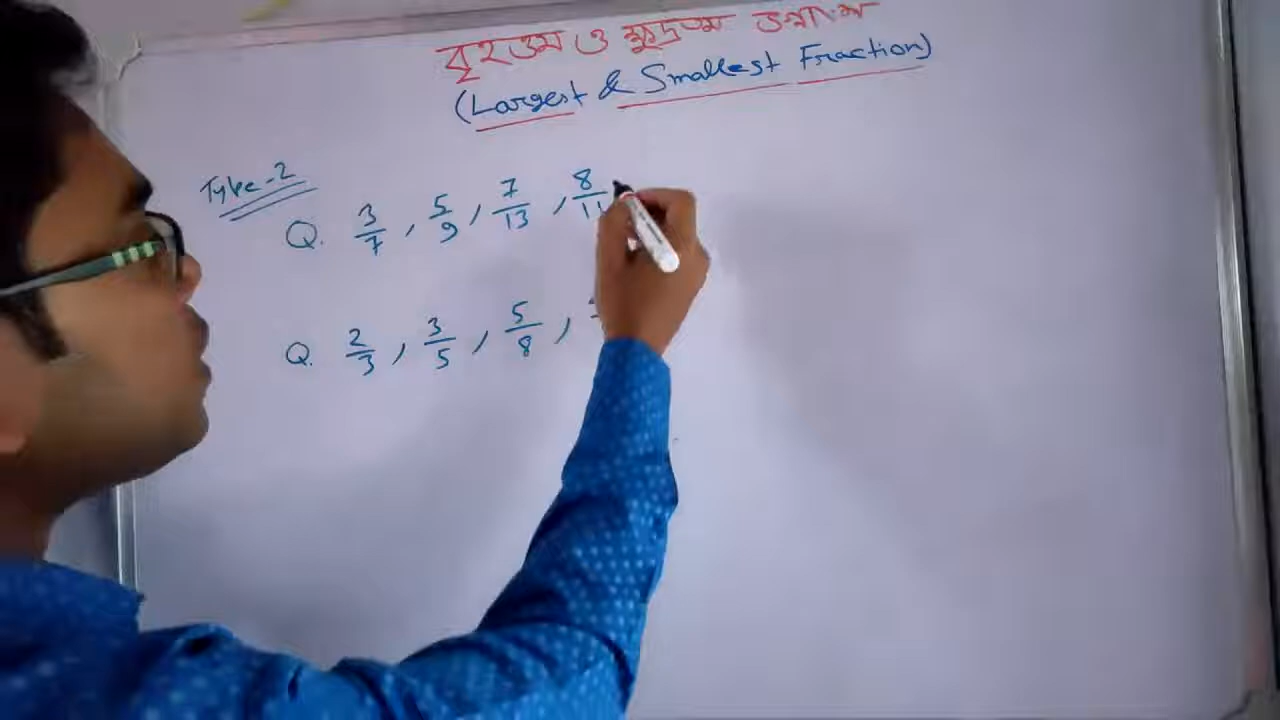 বৃহত্তম ও ক্ষুদ্রতম ভগ্নাংশ
(Largest & Smallest Fraction)
Type-2
Q. 3/7, 5/9, 7/13, 8/11
Q. 2/3, 3/5, 5/8,